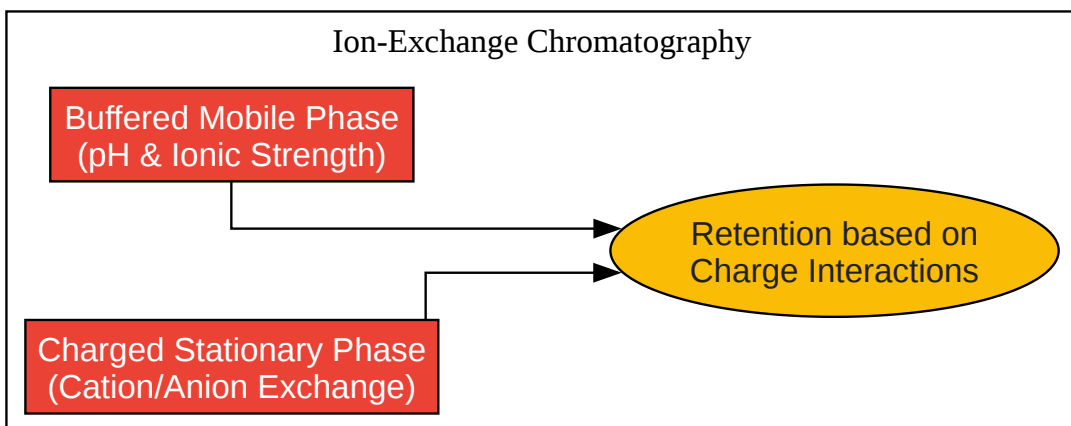 Ion-Exchange Chromatography
Buffered Mobile Phase
(pH & Ionic Strength)
Retention based on
Charge Interactions
Charged Stationary Phase
(Cation/Anion Exchange)